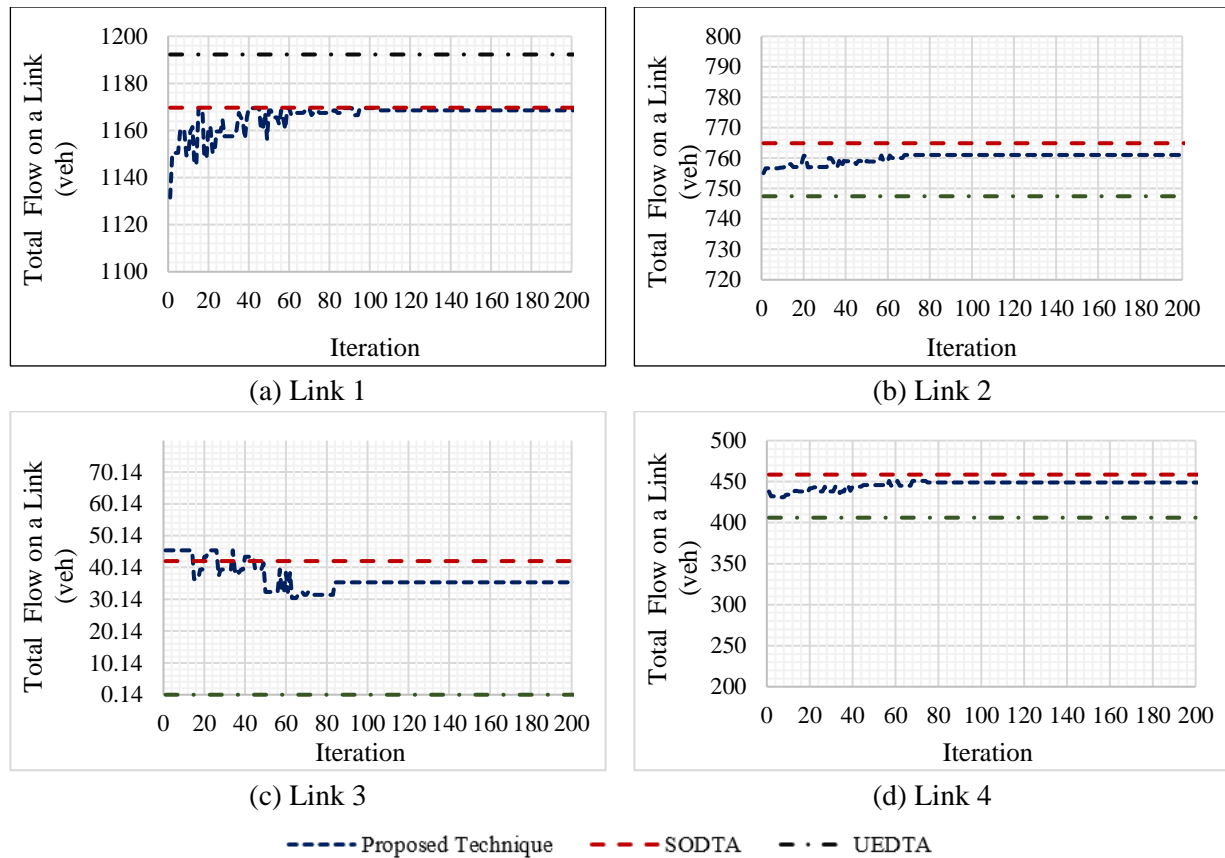 Total Flow on a Link
(veh)
1200
1180
1160
1140
1120
1100
0 20 40 60 80 100 120 140 160 180 200
Iteration
(a) Link 1
Total Flow on a Link
(veh)
800
790
780
770
760
750
740
730
720
0 20 40 60 80 100 120 140 160 180 200
Iteration
(b) Link 2
Total Flow on a Link
(veh)
70.14
60.14
50.14
40.14
30.14
20.14
10.14
0.14
0 20 40 60 80 100 120 140 160 180 200
Iteration
(c) Link 3
Total Flow on a Link
(veh)
500
450
400
350
300
250
200
0 20 40 60 80 100 120 140 160 180 200
Iteration
(d) Link 4
Proposed Technique SODTA UEDTA